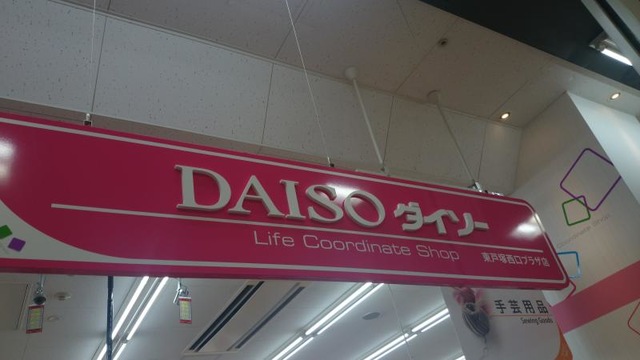 DAISO ダイソー
Life Coordinate Shop
東戸塚西口プラザ店
手芸用品
Sewing Goods